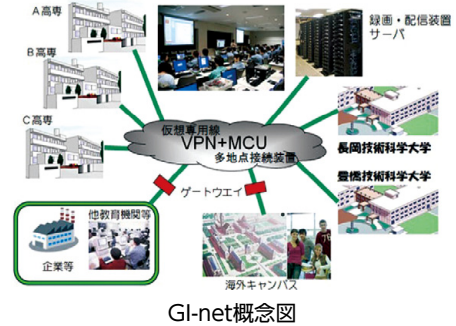 A高専
B高専
C高専
録画・配信装置
サーバ
仮想専用線
VPN+MCU
多地点接続装置
長岡技術科学大学
豊橋技術科学大学
ゲートウエイ
他教育機関等
企業等
海外キャンパス
GI-net概念図